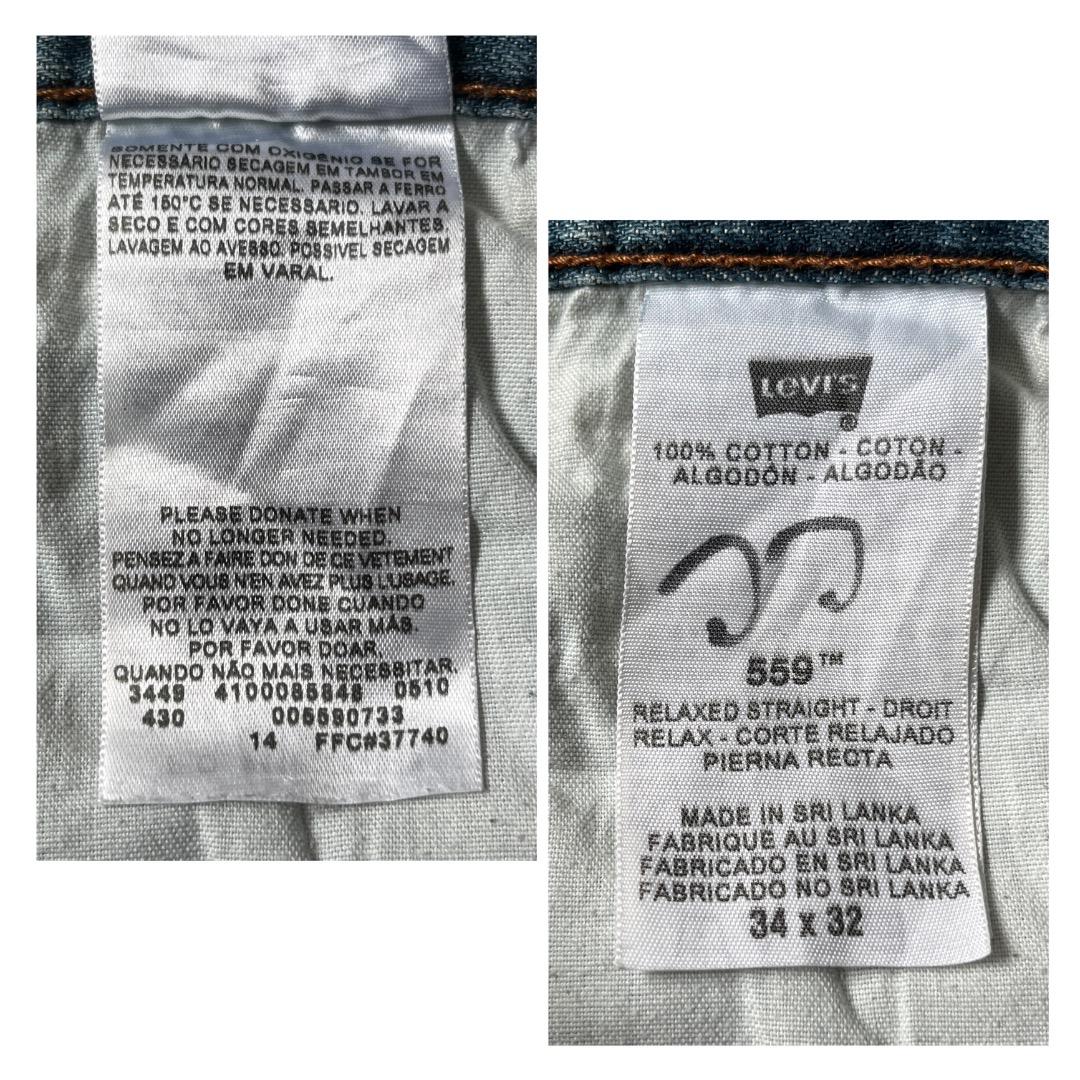 SOMENTE COM OXIGENIO SE FOR
NECESSÁRIO SECAGEM EM TAMBOR EM
TEMPERATURA NORMAL. PASSAR A FERRO
ATÉ 150°C SE NECESSARIO. LAVAR A
SECO E COM CORES SEMELHANTES.
LAVAGEM AO AVESSO. POSSIVEL SECAGEM
EM VARAL.
PLEASE DONATE WHEN
NO LONGER NEEDED.
PENSEZ A FAIRE DON DE CE VETEMENT
QUAND VOUS N'EN AVEZ PLUS L'USAGE.
POR FAVOR DONE CUANDO
NO LO VAYA A USAR MÁS.
POR FAVOR DOAR,
QUANDO NÃO MAIS NECESSITAR.
3449 4100085848 0510
430 005590733
14 FFC#37740
LEVI'S
®
100% COTTON - COTON -
ALGODÓN - ALGODÃO
559™
RELAXED STRAIGHT - DROIT
RELAX - CORTE RELAJADO
PIERNA RECTA
MADE IN SRI LANKA
FABRIQUE AU SRI LANKA
FABRICADO EN SRI LANKA
FABRICADO NO SRI LANKA
34 x 32